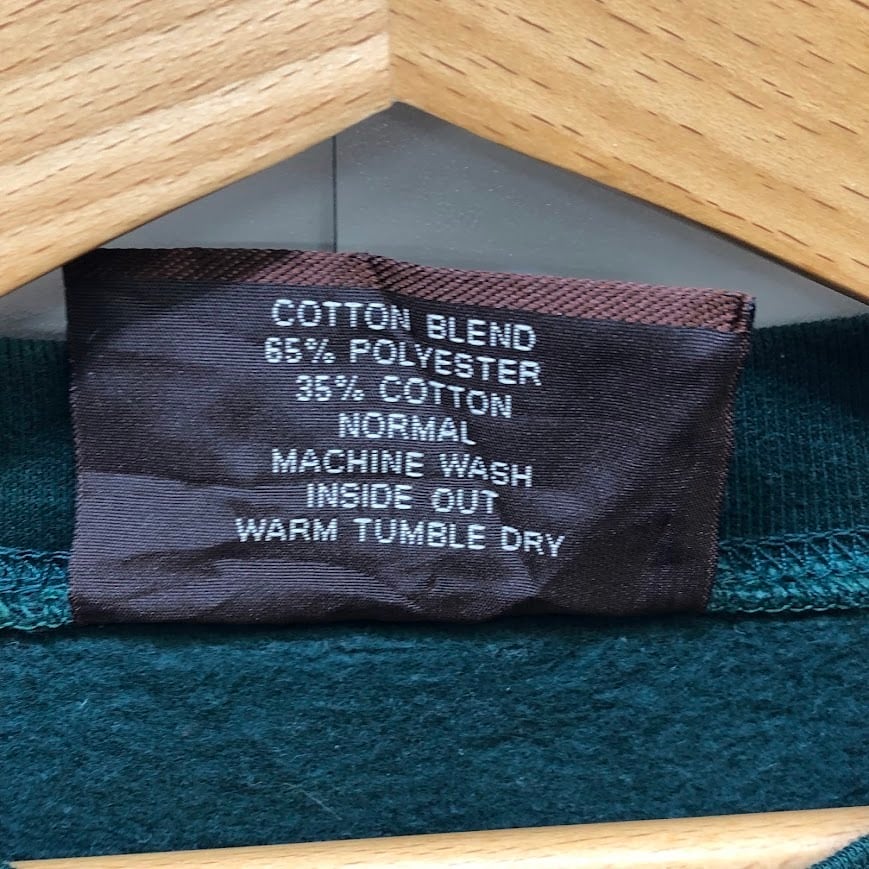 COTTON BLEND
65% POLYESTER
35% COTTON
NORMAL
MACHINE WASH
INSIDE OUT
WARM TUMBLE DRY